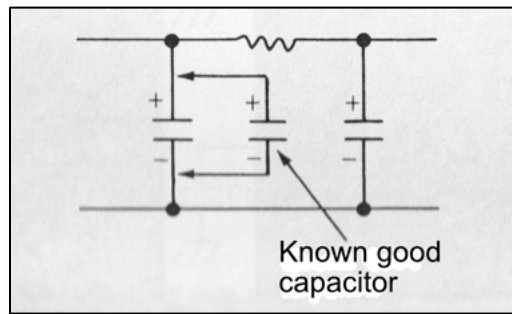 + + +
− − −
Known good
capacitor